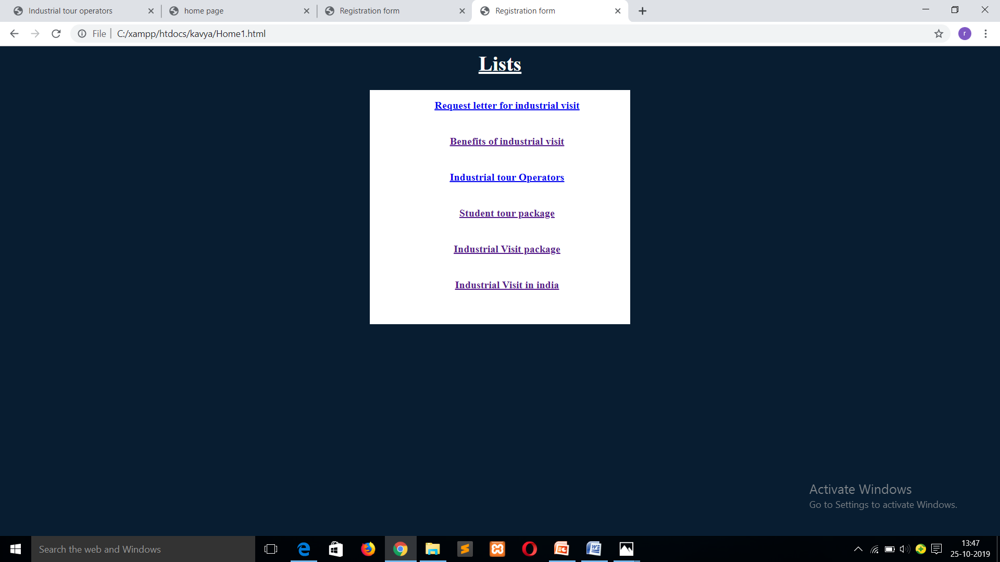 Industrial tour operators
home page
Registration form
Registration form
File
C:/xampp/htdocs/kavya/Home1.html
r
Lists
Request letter for industrial visit
Benefits of industrial visit
Industrial tour Operators
Student tour package
Industrial Visit package
Industrial Visit in india
Activate Windows
Go to Settings to activate Windows.
Search the web and Windows
13:47
25-10-2019